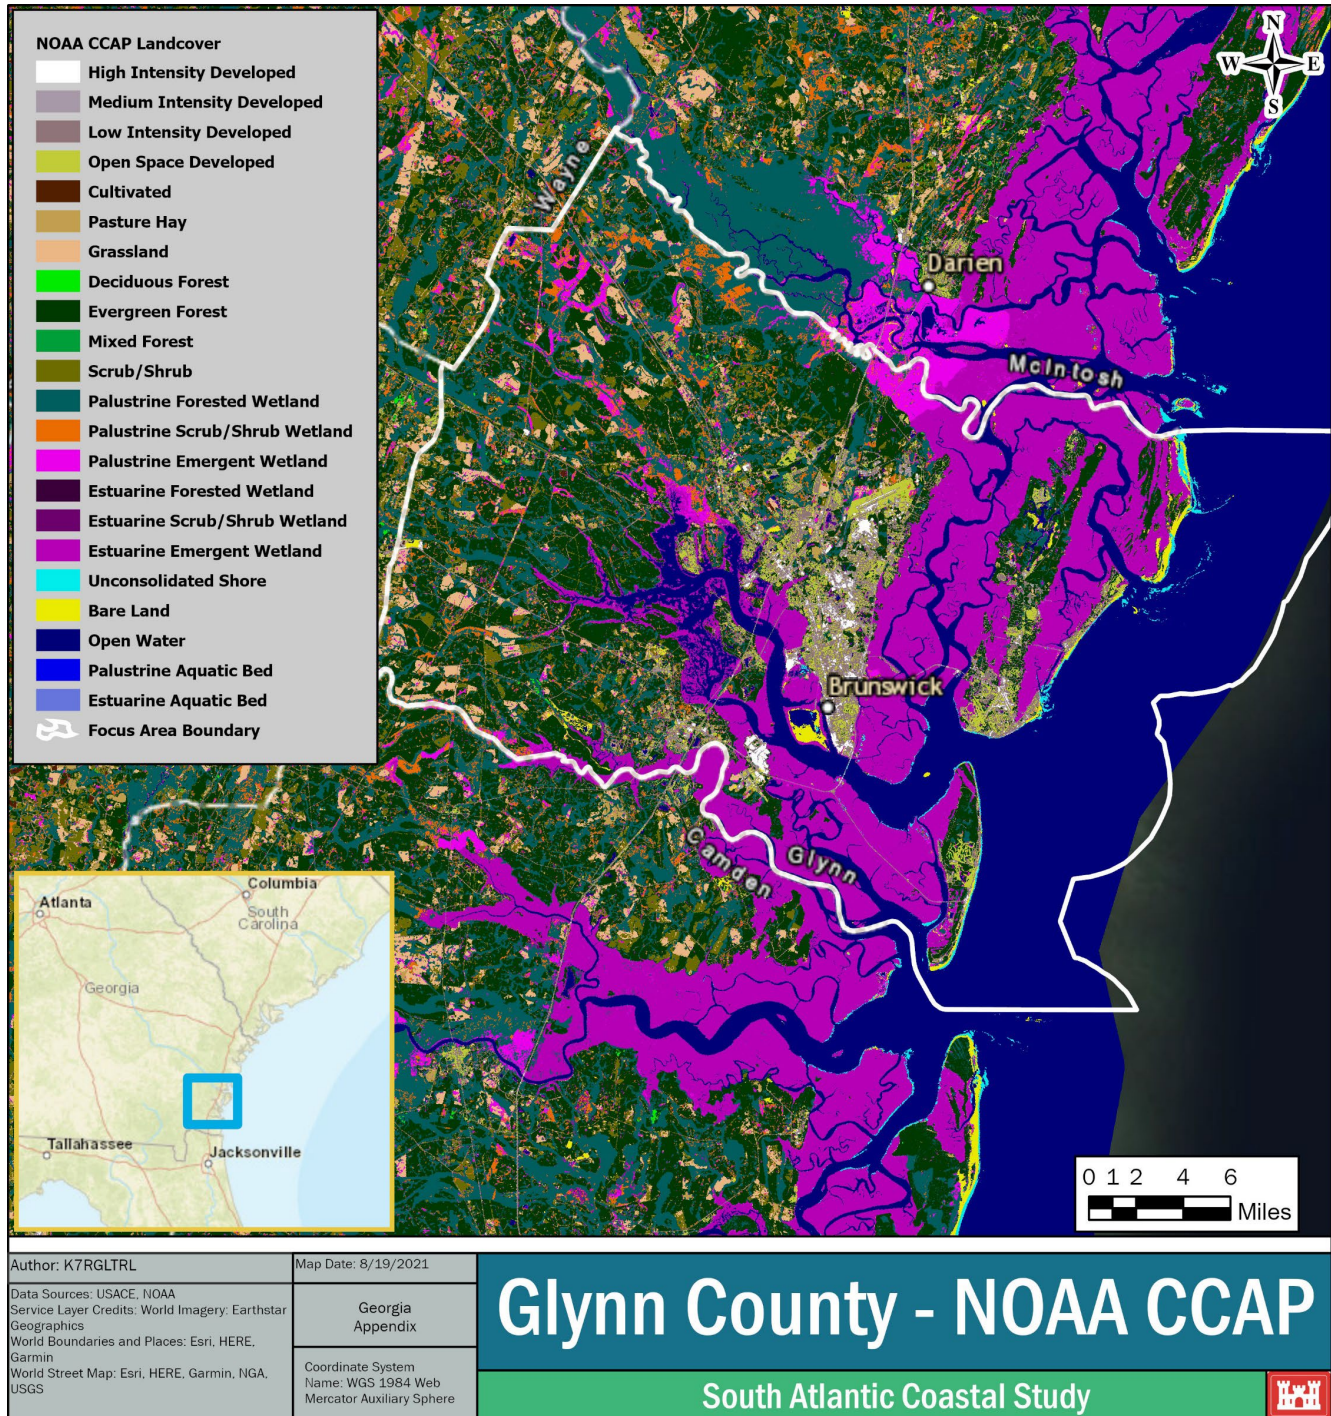 NOAA CCAP Landcover
High Intensity Developed
Medium Intensity Developed
Low Intensity Developed
Open Space Developed
Cultivated
Pasture Hay
Grassland
Deciduous Forest
Evergreen Forest
Mixed Forest
Scrub/Shrub
Palustrine Forested Wetland
Palustrine Scrub/Shrub Wetland
Palustrine Emergent Wetland
Estuarine Forested Wetland
Estuarine Scrub/Shrub Wetland
Estuarine Emergent Wetland
Unconsolidated Shore
Bare Land
Open Water
Palustrine Aquatic Bed
Estuarine Aquatic Bed
Focus Area Boundary
N
W E
S
Wayne
Darien
McIntosh
Brunswick
Glynn
Camden
Columbia
Atlanta
South
Carolina
Georgia
Tallahassee
Jacksonville
0 1 2 4 6
Miles
Author: K7RGLTRL
Map Date: 8/19/2021
Data Sources: USACE, NOAA
Service Layer Credits: World Imagery: Earthstar
Geographics
World Boundaries and Places: Esri, HERE,
Garmin
World Street Map: Esri, HERE, Garmin, NGA,
USGS
Georgia
Appendix
Coordinate System
Name: WGS 1984 Web
Mercator Auxiliary Sphere
Glynn County - NOAA CCAP
South Atlantic Coastal Study